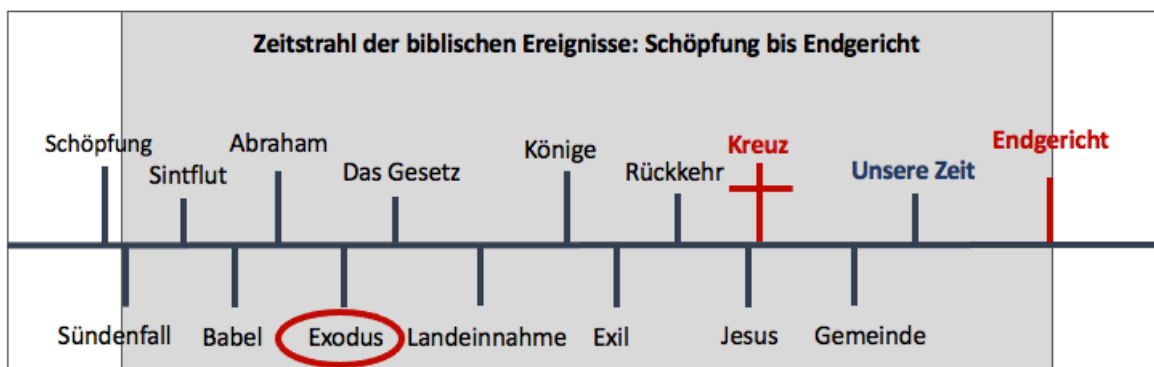 Zeitstrahl der biblischen Ereignisse: Schöpfung bis Endgericht
Schöpfung
Sintflut
Abraham
Das Gesetz
Könige
Rückkehr
Kreuz
Unsere Zeit
Endgericht
Sündenfall
Babel
Exodus
Landeinnahme
Exil
Jesus
Gemeinde